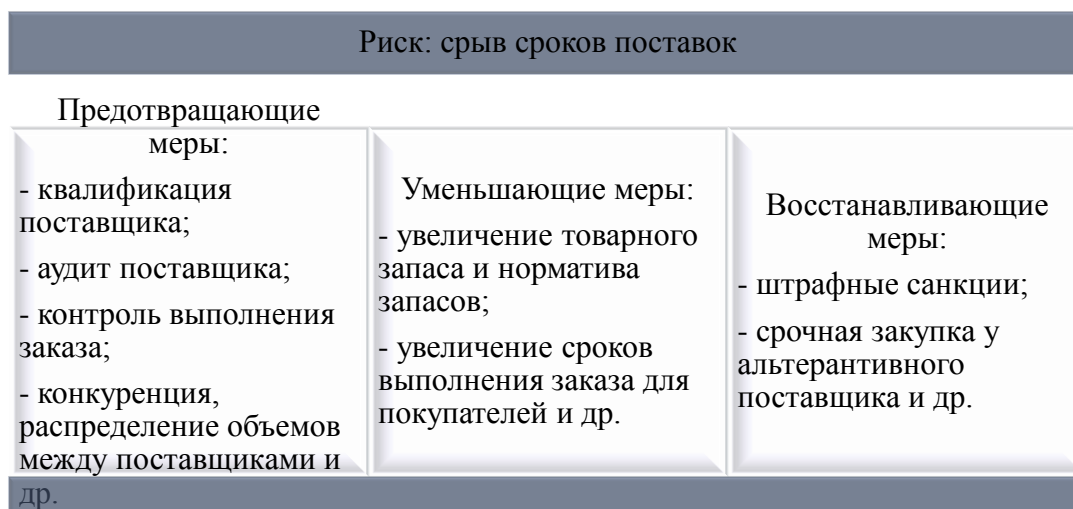 Риск: срыв сроков поставок
Предотвращающие
меры:
- квалификация
поставщика;
- аудит поставщика;
- контроль выполнения
заказа;
- конкуренция,
распределение объемов
между поставщиками и
др.
Уменьшающие меры:
- увеличение товарного
запаса и норматива
запасов;
- увеличение сроков
выполнения заказа для
покупателей и др.
Восстанавливающие
меры:
- штрафные санкции;
- срочная закупка у
альтерантивного
поставщика и др.